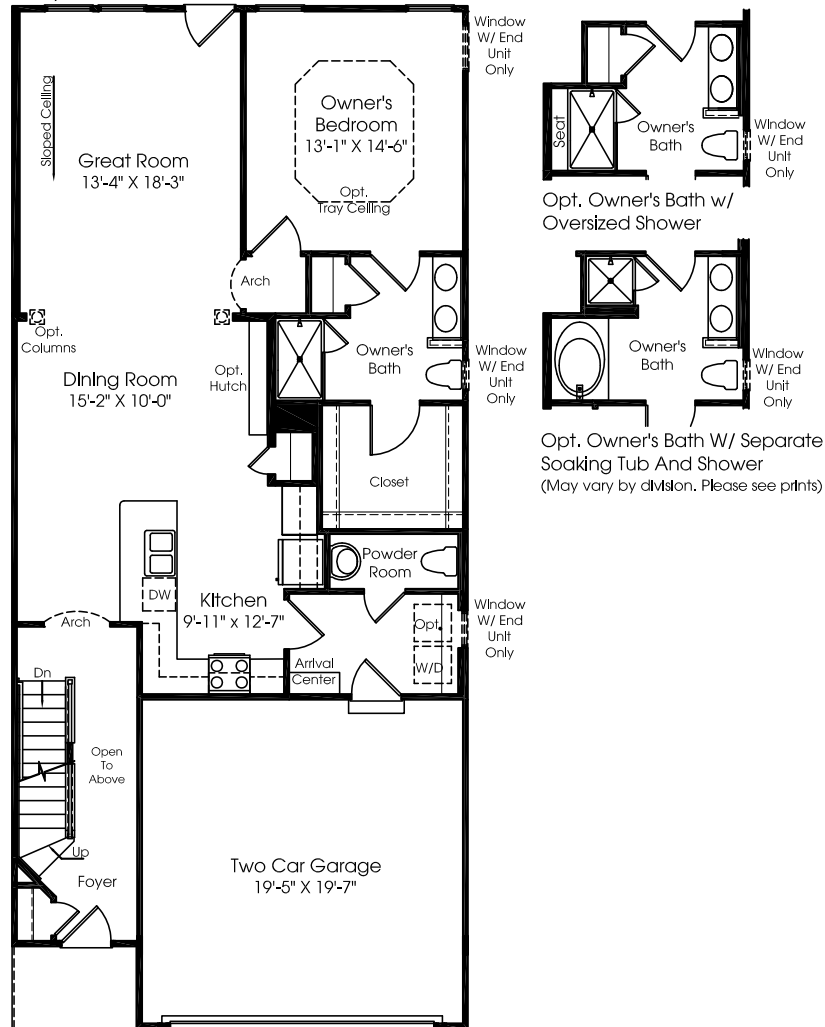 Window
W/ End
Unit
Only
Sloped Ceiling
Owner's
Bedroom
13'-1" X 14'-6"
Great Room
13'-4" X 18'-3"
Opt.
Tray Ceiling
Arch
Opt.
Columns
Dining Room
15'-2" X 10'-0"
Opt.
Hutch
Owner's
Bath
Window
W/ End
Unit
Only
Closet
Powder
Room
DW
Kitchen
9'-11" x 12'-7"
Opt.
W/D
Window
W/ End
Unit
Only
Arrival
Center
Arch
Dn
Open
To
Above
Up
Foyer
Two Car Garage
19'-5" X 19'-7"
Seat
Owner's
Bath
Window
W/ End
Unit
Only
Opt. Owner's Bath w/
Oversized Shower
Owner's
Bath
Window
W/ End
Unit
Only
Opt. Owner's Bath W/ Separate
Soaking Tub And Shower
(May vary by division. Please see prints)